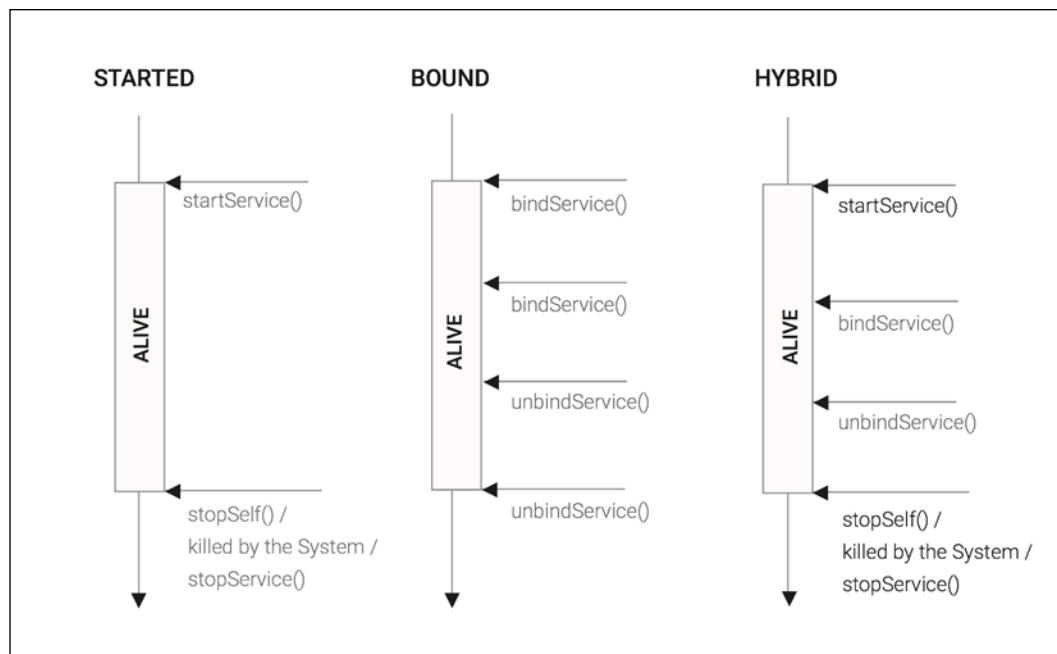 STARTED
startService()
ALIVE
stopSelf() /
killed by the System /
stopService()
BOUND
bindService()
bindService()
ALIVE
unbindService()
unbindService()
HYBRID
startService()
bindService()
ALIVE
unbindService()
stopSelf() /
killed by the System /
stopService()